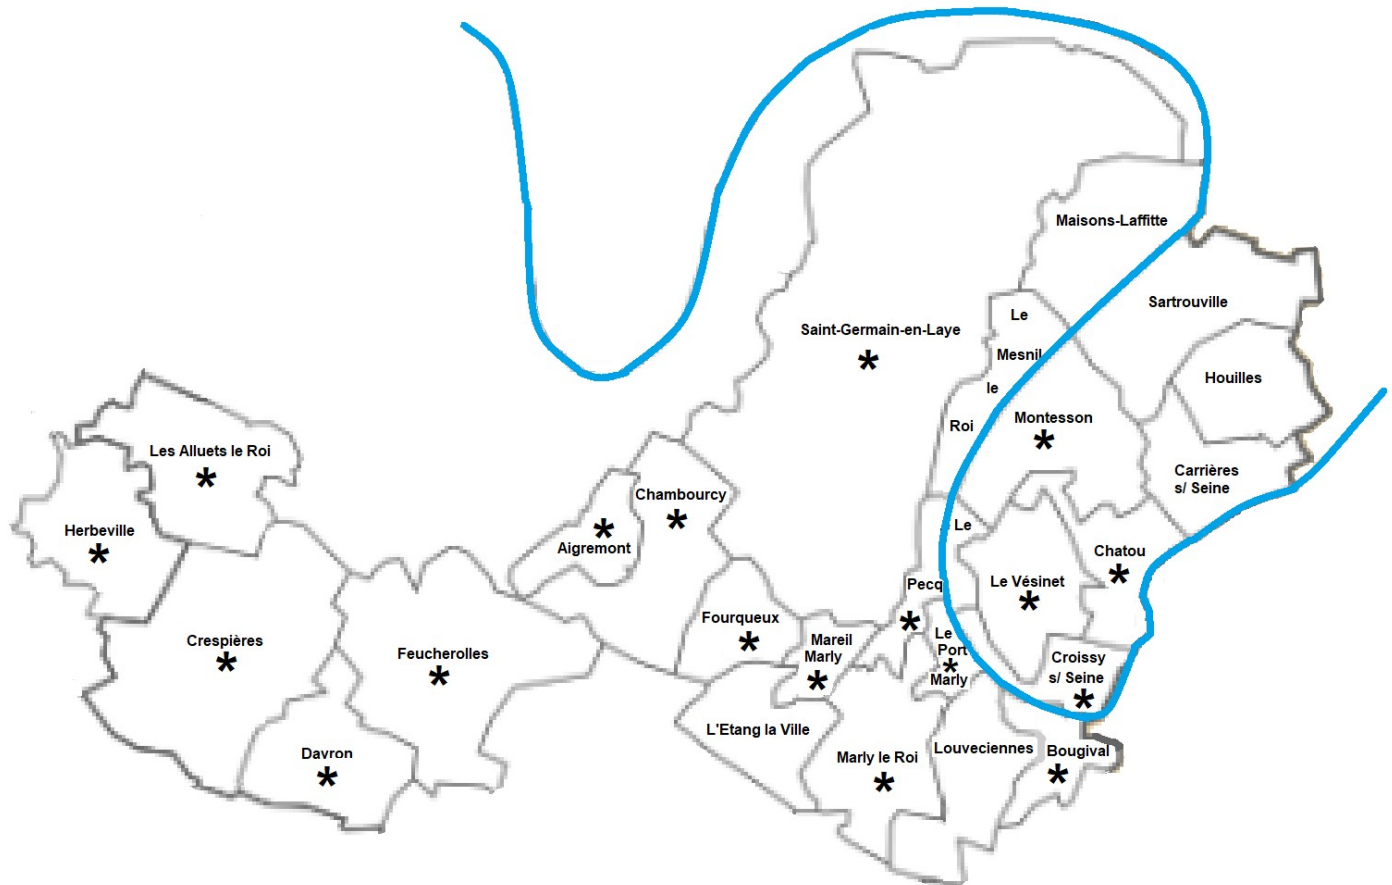 Maisons-Laffitte
Sartrouville
Le
Saint-Germain-en-Laye
*
Mesnil
le
Houilles
Roi
Montesson
*
Les Alluets le Roi
*
Carrières
s/ Seine
Chambourcy
*
Herbeville
*
*
Aigremont
Le
Chatou
*
Le Vésinet
*
Pecq
*
Fourqueux
*
Crespières
*
Mareil
Marly
*
Le
Port
*
Marly
Feucherolles
*
Croissy
s/ Seine
*
L'Etang la Ville
Davron
*
Marly le Roi
*
Louveciennes
Bougival
*